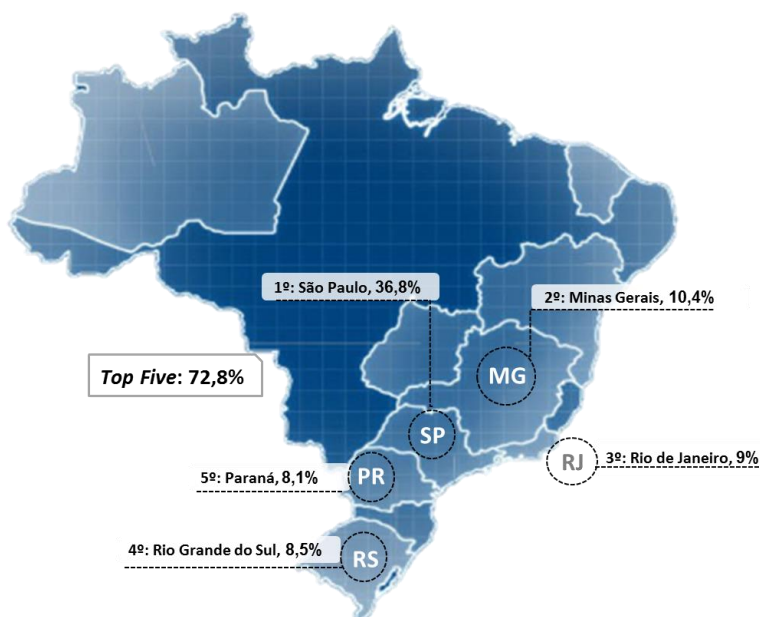 1º: São Paulo, 36,8%
2º: Minas Gerais, 10,4%
Top Five: 72,8%
MG
SP
RJ
3º: Rio de Janeiro, 9%
5º: Paraná, 8,1%
PR
4º: Rio Grande do Sul, 8,5%
RS